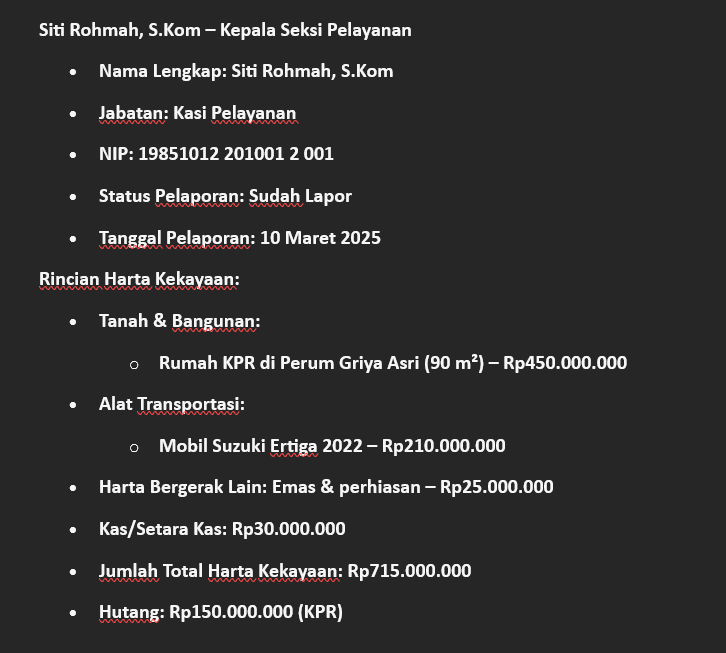 Siti Rohmah, S.Kom – Kepala Seksi Pelayanan
• Nama Lengkap: Siti Rohmah, S.Kom
• Jabatan: Kasi Pelayanan
• NIP: 19851012 201001 2 001
• Status Pelaporan: Sudah Lapor
• Tanggal Pelaporan: 10 Maret 2025
Rincian Harta Kekayaan:
• Tanah & Bangunan:
○ Rumah KPR di Perum Griya Asri (90 m²) – Rp450.000.000
• Alat Transportasi:
○ Mobil Suzuki Ertiga 2022 – Rp210.000.000
• Harta Bergerak Lain: Emas & perhiasan – Rp25.000.000
• Kas/Setara Kas: Rp30.000.000
• Jumlah Total Harta Kekayaan: Rp715.000.000
• Hutang: Rp150.000.000 (KPR)